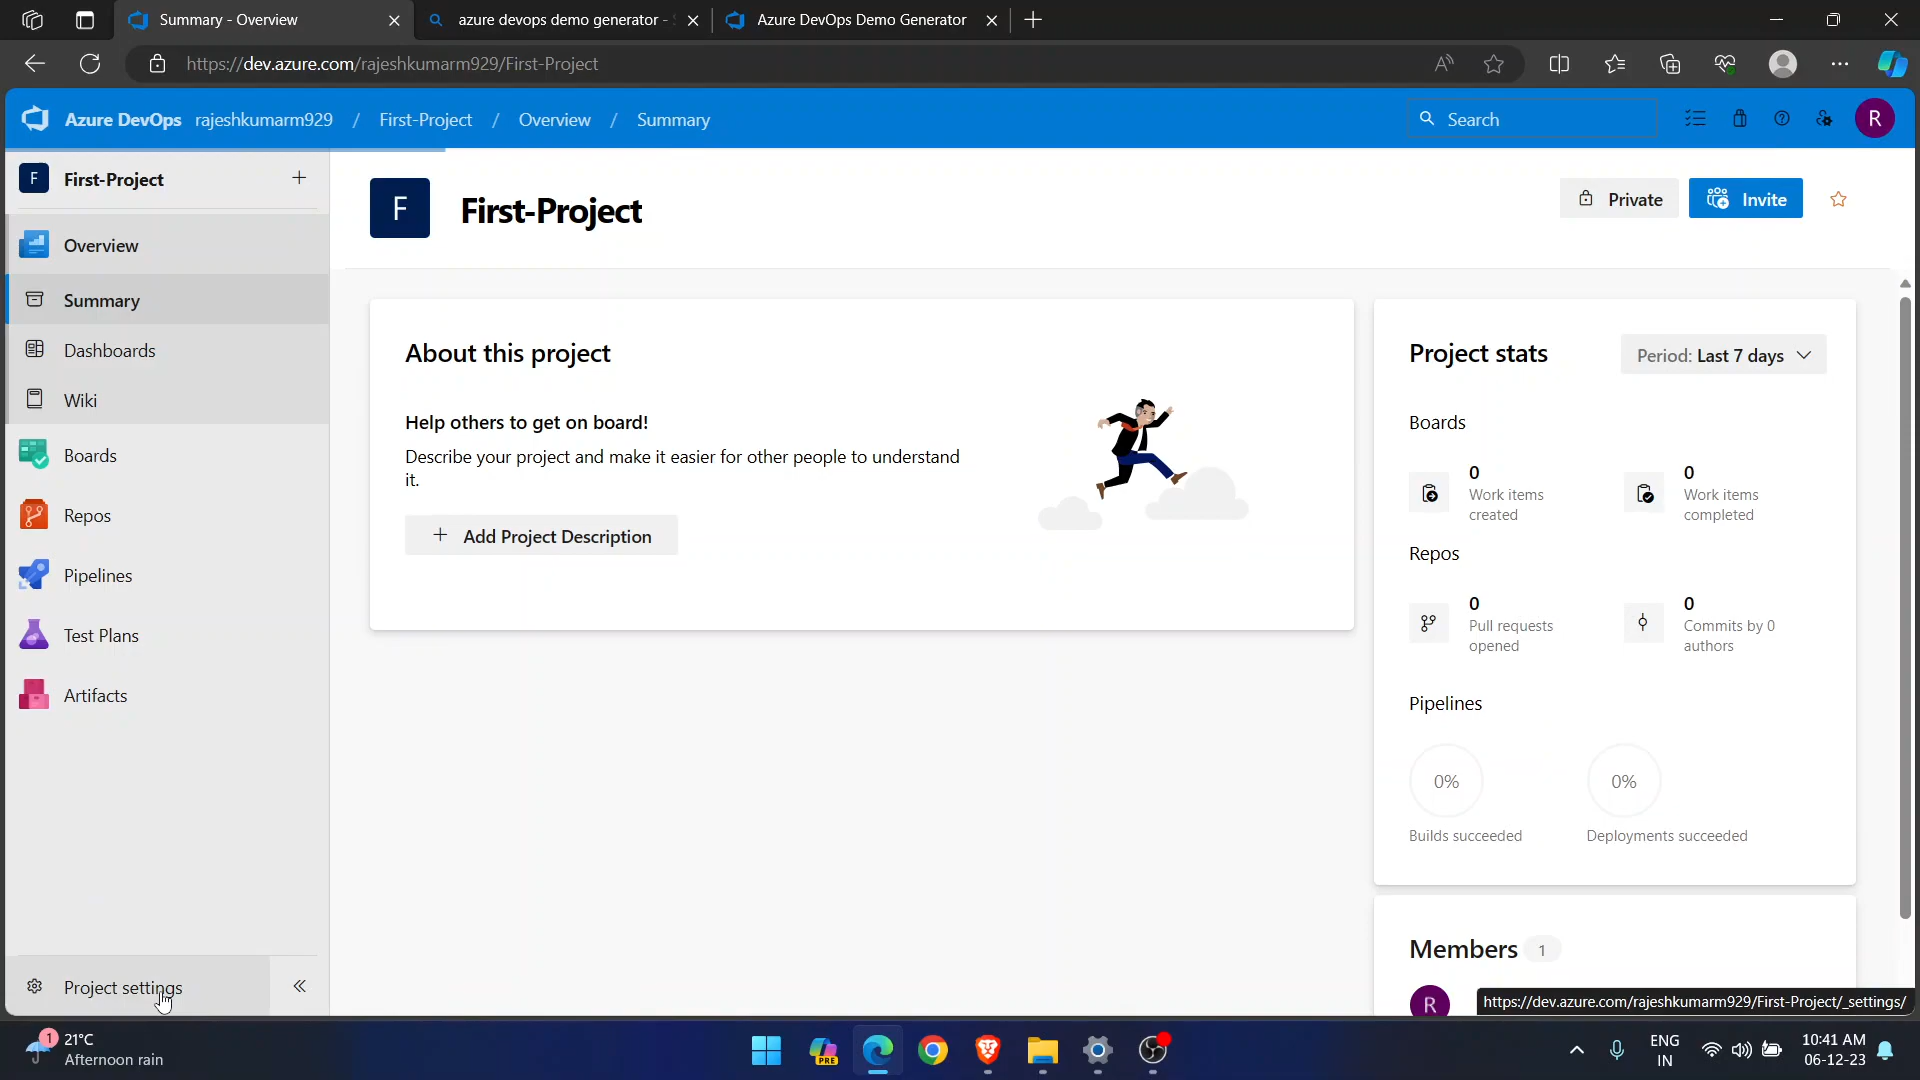 Summary - Overview
azure devops demo generator -
Azure DevOps Demo Generator
https://dev.azure.com/rajeshkumarm929/First-Project
Azure DevOps rajeshkumarm929 / First-Project / Overview / Summary
Search
R
F First-Project
Overview
Summary
Dashboards
Wiki
Boards
Repos
Pipelines
Test Plans
Artifacts
Project settings
F First-Project
Private
Invite
About this project
Help others to get on board!
Describe your project and make it easier for other people to understand
it.
Add Project Description
Project stats
Period: Last 7 days
Boards
0
Work items
created
0
Work items
completed
Repos
0
Pull requests
opened
0
Commits by 0
authors
Pipelines
0%
Builds succeeded
0%
Deployments succeeded
Members 1
R
https://dev.azure.com/rajeshkumarm929/First-Project/_settings/
1
21°C
Afternoon rain
PRE
ENG
IN
10:41 AM
06-12-23